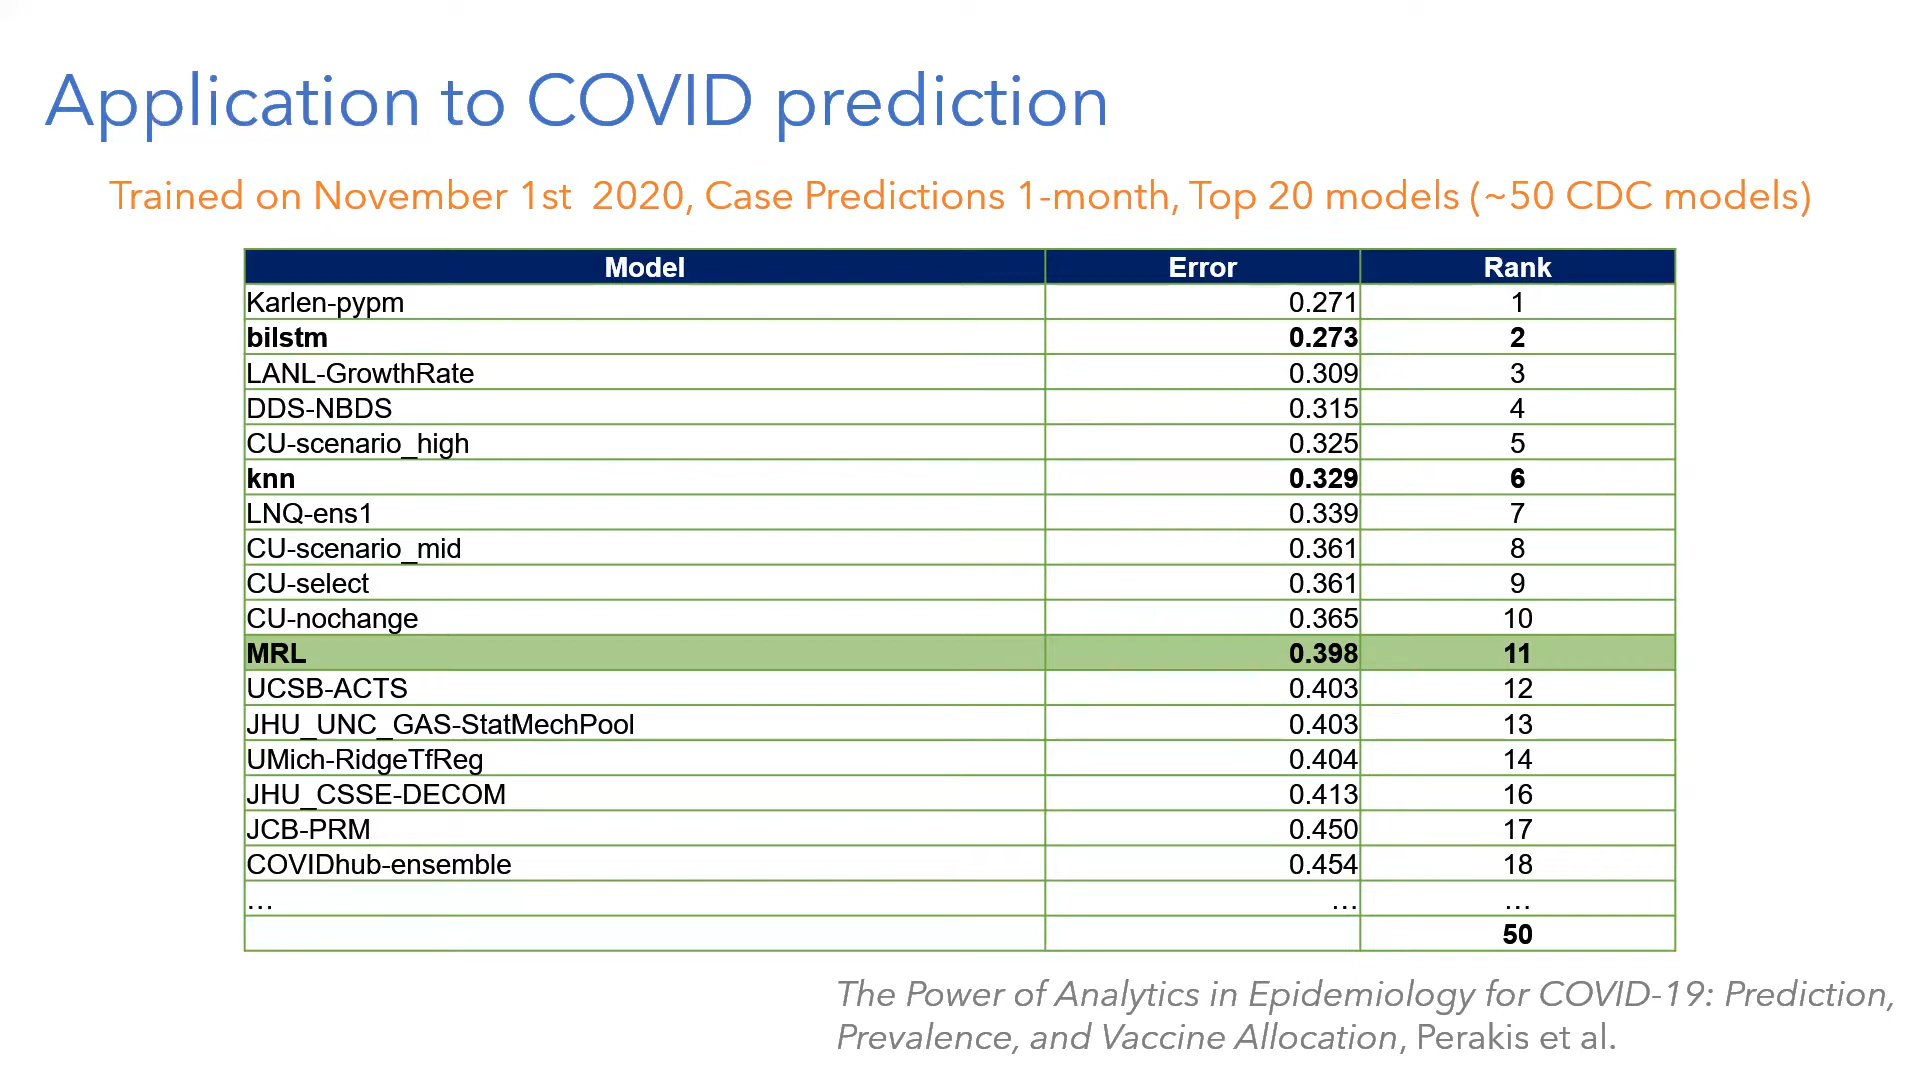 Application to COVID prediction
Trained on November 1st 2020, Case Predictions 1-month, Top 20 models (~50 CDC models)
Model Error Rank
Karlen-pypm 0.271 1
bilstm 0.273 2
LANL-GrowthRate 0.309 3
DDS-NBDS 0.315 4
CU-scenario_high 0.325 5
knn 0.329 6
LNQ-ens1 0.339 7
CU-scenario_mid 0.361 8
CU-select 0.361 9
CU-nochange 0.365 10
MRL 0.398 11
UCSB-ACTS 0.403 12
JHU_UNC_GAS-StatMechPool 0.403 13
UMich-RidgeTfReg 0.404 14
JHU_CSSE-DECOM 0.413 16
JCB-PRM 0.450 17
COVIDhub-ensemble 0.454 18
… … …
50
The Power of Analytics in Epidemiology for COVID-19: Prediction,
Prevalence, and Vaccine Allocation, Perakis et al.